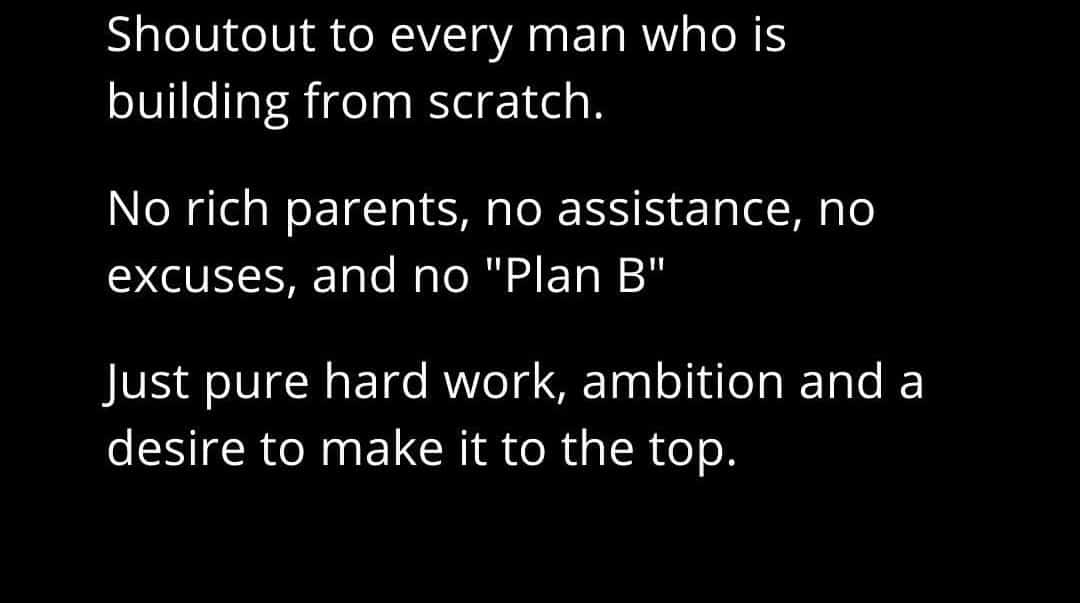 Shoutout to every man who is
building from scratch.
No rich parents, no assistance, no
excuses, and no "Plan B"
Just pure hard work, ambition and a
desire to make it to the top.